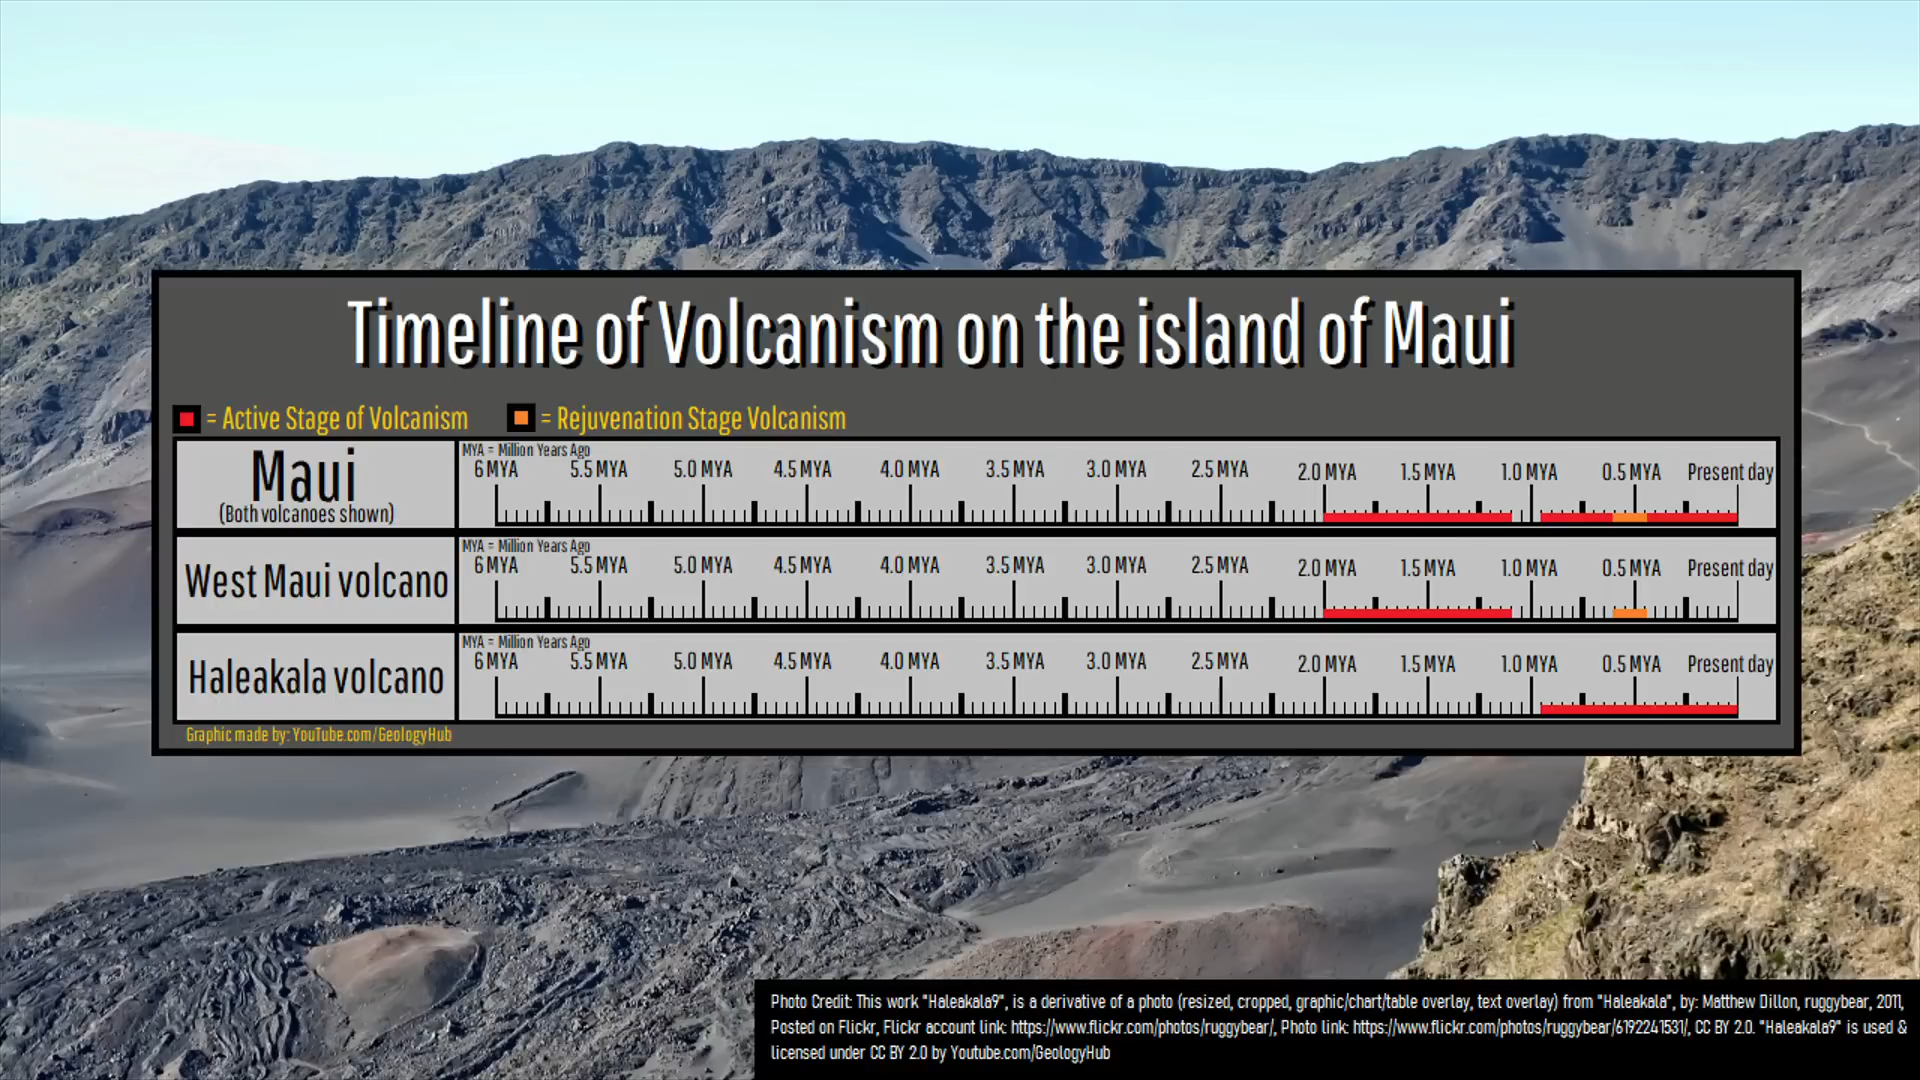 Timeline of Volcanism on the island of Maui
= Active Stage of Volcanism = Rejuvenation Stage Volcanism
Maui
(Both volcanoes shown)
MYA = Million Years Ago
6 MYA 5.5 MYA 5.0 MYA 4.5 MYA 4.0 MYA 3.5 MYA 3.0 MYA 2.5 MYA 2.0 MYA 1.5 MYA 1.0 MYA 0.5 MYA Present day
West Maui volcano
MYA = Million Years Ago
6 MYA 5.5 MYA 5.0 MYA 4.5 MYA 4.0 MYA 3.5 MYA 3.0 MYA 2.5 MYA 2.0 MYA 1.5 MYA 1.0 MYA 0.5 MYA Present day
Haleakala volcano
MYA = Million Years Ago
6 MYA 5.5 MYA 5.0 MYA 4.5 MYA 4.0 MYA 3.5 MYA 3.0 MYA 2.5 MYA 2.0 MYA 1.5 MYA 1.0 MYA 0.5 MYA Present day
Graphic made by: YouTube.com/GeologyHub
Photo Credit: This work "Haleakala9", is a derivative of a photo (resized, cropped, graphic/chart/table overlay, text overlay) from "Haleakala", by: Matthew Dillon, ruggybear, 2011,
Posted on Flickr, Flickr account link: https://www.flickr.com/photos/ruggybear/, Photo link: https://www.flickr.com/photos/ruggybear/6192241531/, CC BY 2.0. "Haleakala9" is used &
licensed under CC BY 2.0 by Youtube.com/GeologyHub